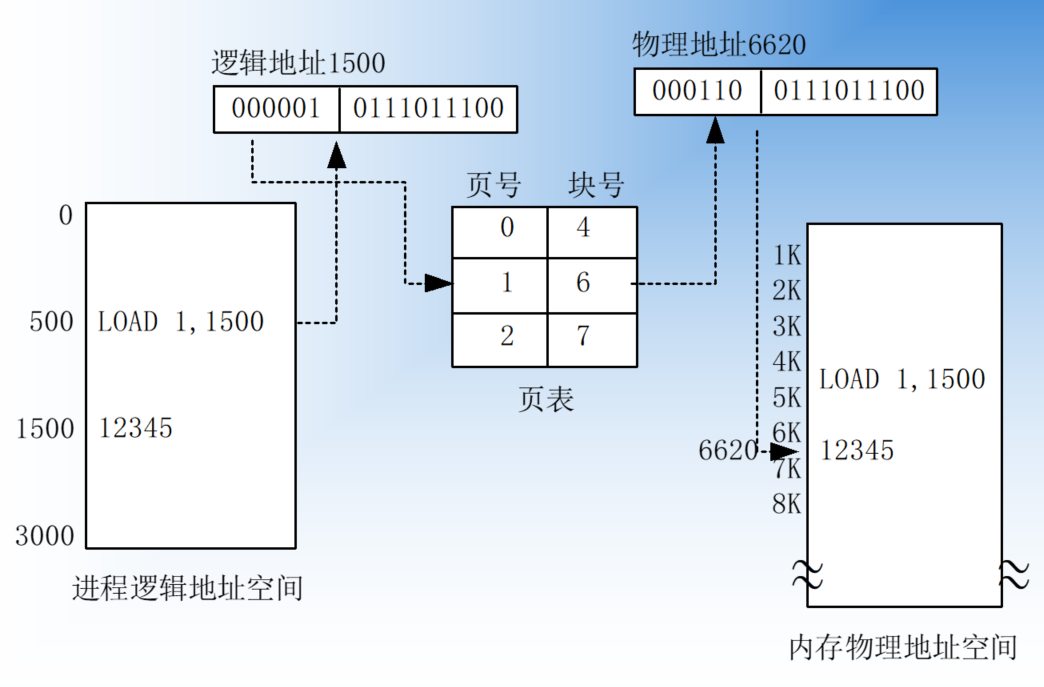 逻辑地址1500
000001 0111011100
物理地址6620
000110 0111011100
页号 块号
0 4
1 6
2 7
页表
0
500 LOAD 1,1500
1500 12345
3000
进程逻辑地址空间
1K
2K
3K
4K
LOAD 1,1500
5K
6K
6620 12345
7K
8K
内存物理地址空间